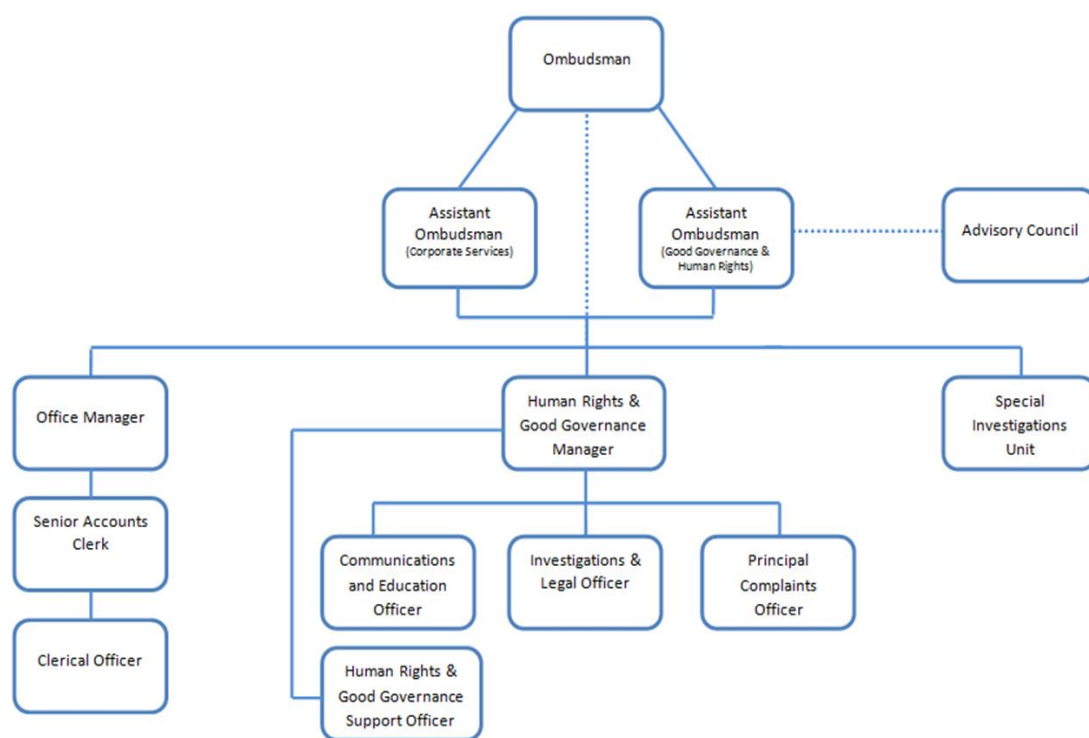 Ombudsman
Assistant
Ombudsman
(Corporate Services)
Assistant
Ombudsman
(Good Governance &
Human Rights)
Advisory Council
Office Manager
Human Rights &
Good Governance
Manager
Special
Investigations
Unit
Senior Accounts
Clerk
Communications
and Education
Officer
Investigations &
Legal Officer
Principal
Complaints
Officer
Clerical Officer
Human Rights &
Good Governance
Support Officer